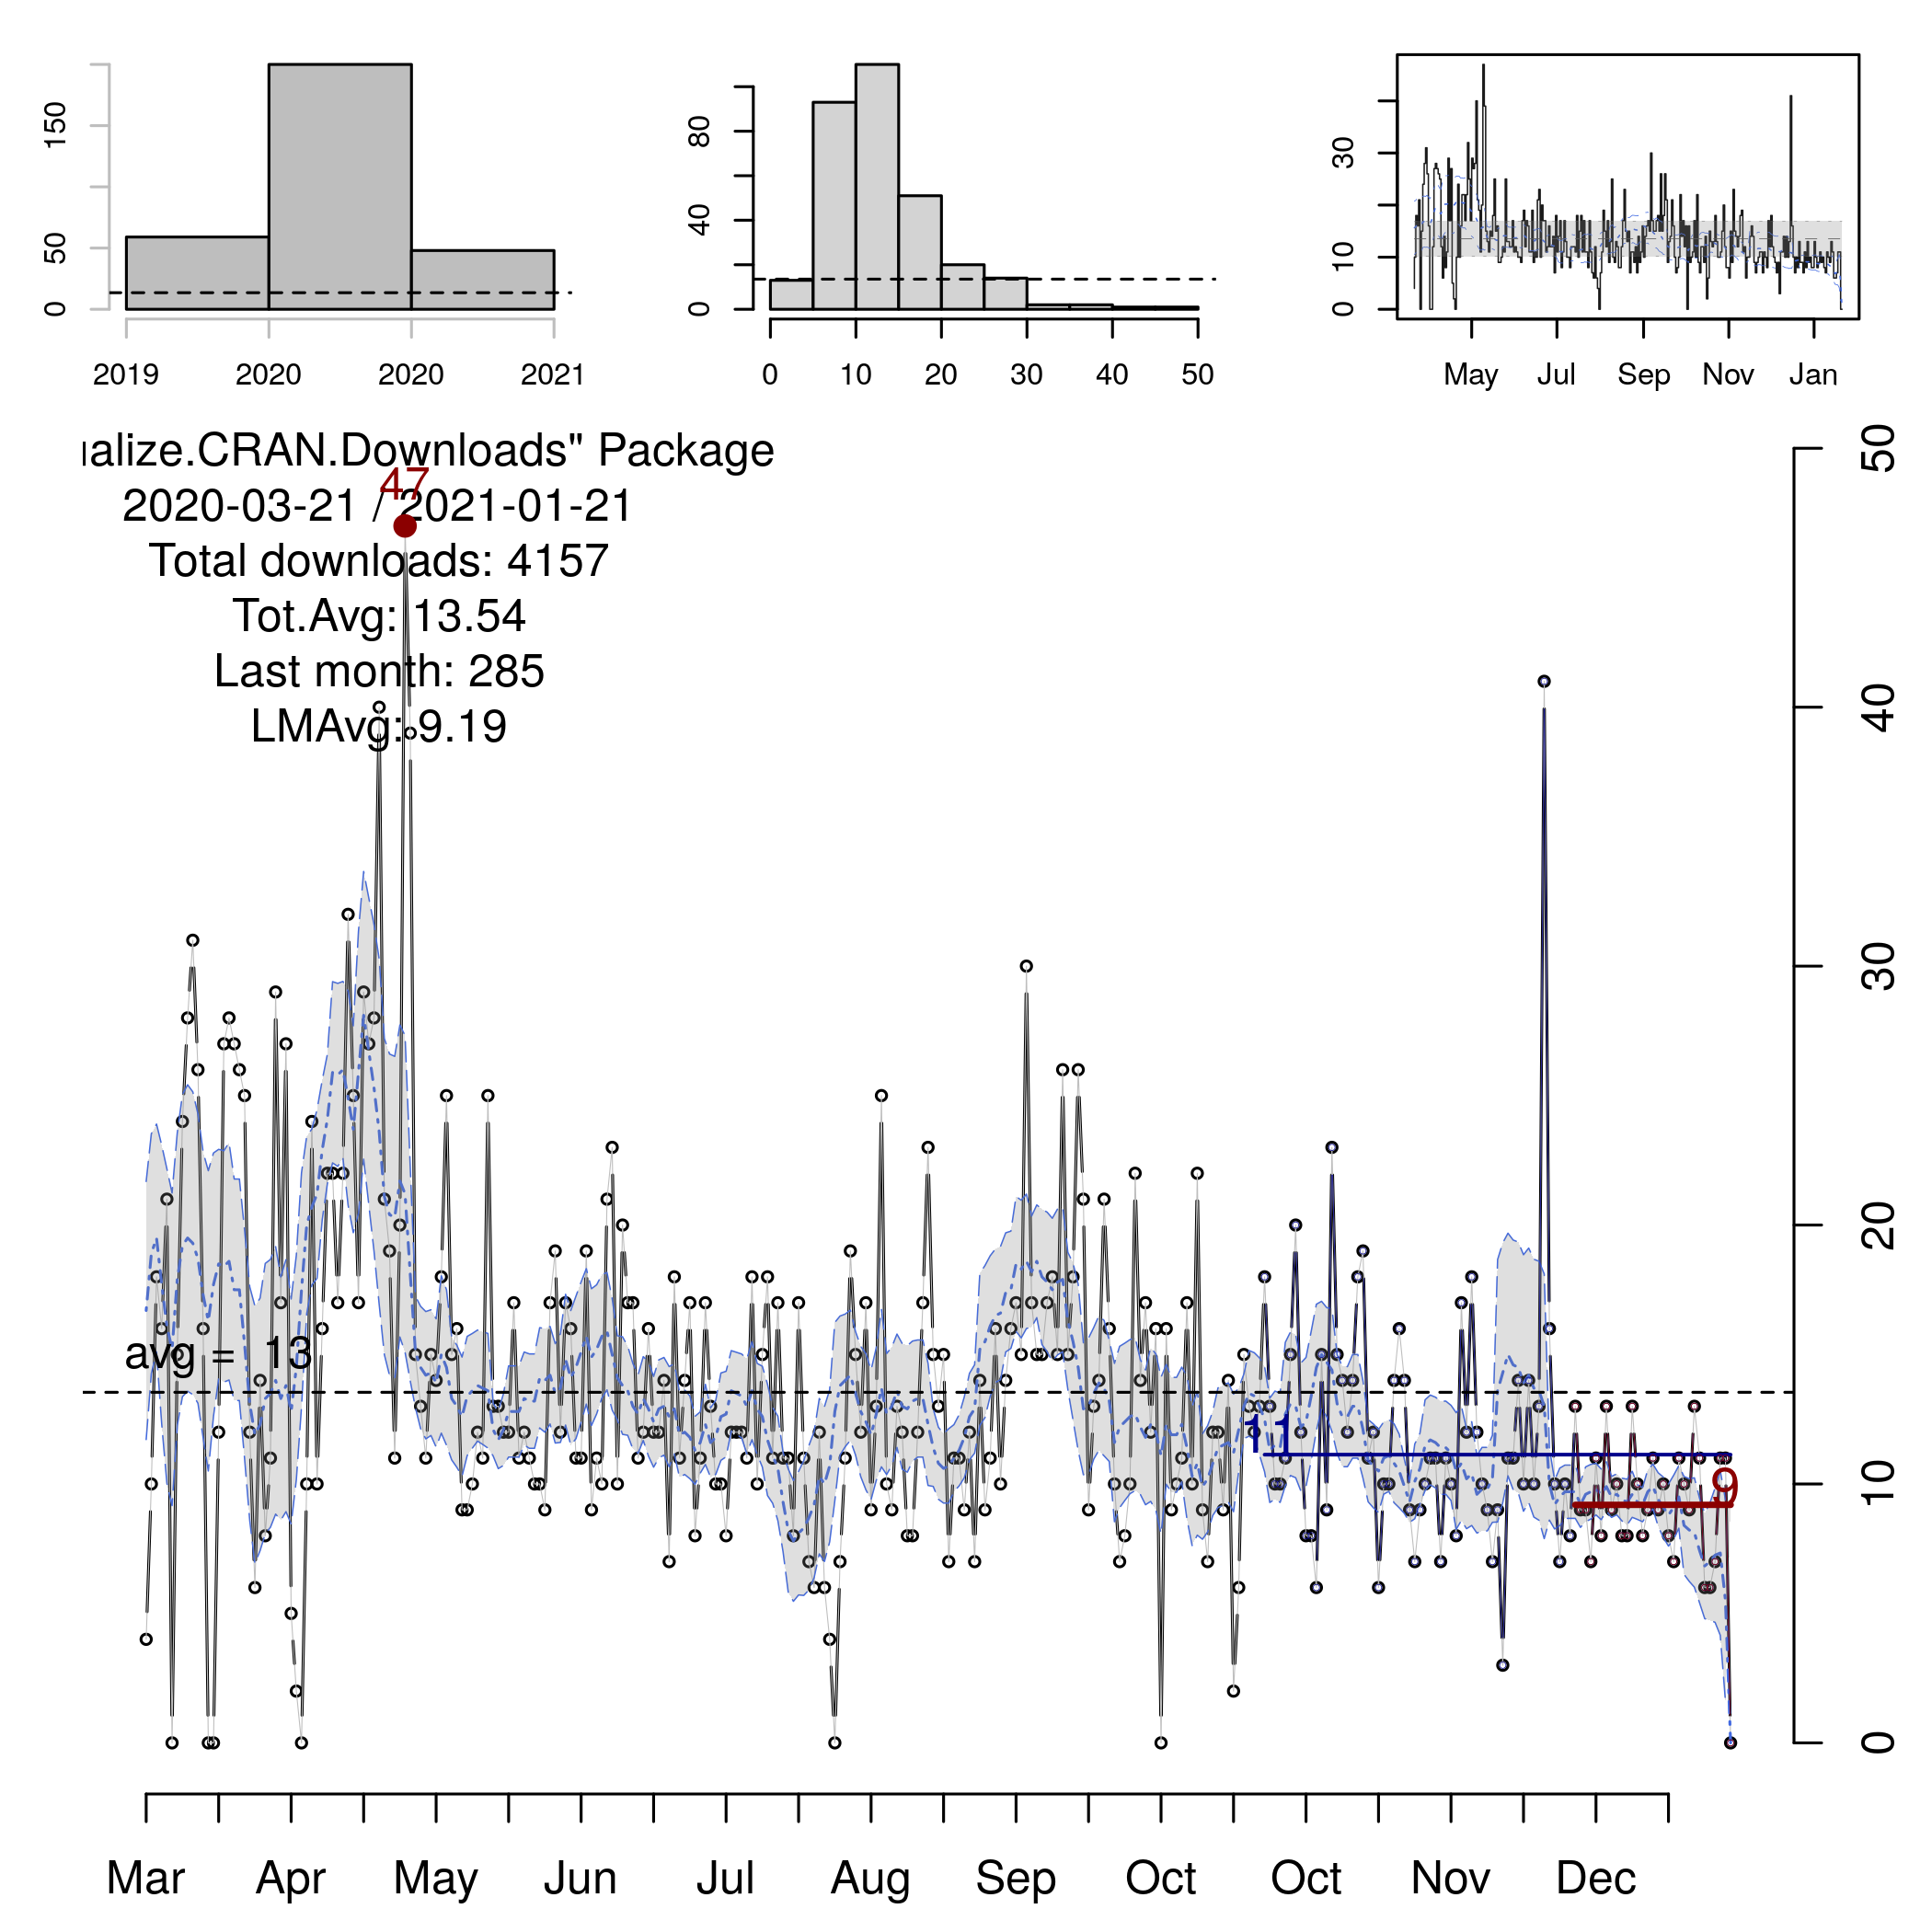 150
50
0
2019 2020 2020 2021
80
40
0
0 10 20 30 40 50
30
10
0
May Jul Sep Nov Jan
alize.CRAN.Downloads" Package
47
2020-03-21 / 2021-01-21
Total downloads: 4157
Tot.Avg: 13.54
Last month: 285
LMAvg: 9.19
avg = 13
11
9
50
40
30
20
10
0
Mar Apr May Jun Jul Aug Sep Oct Oct Nov Dec